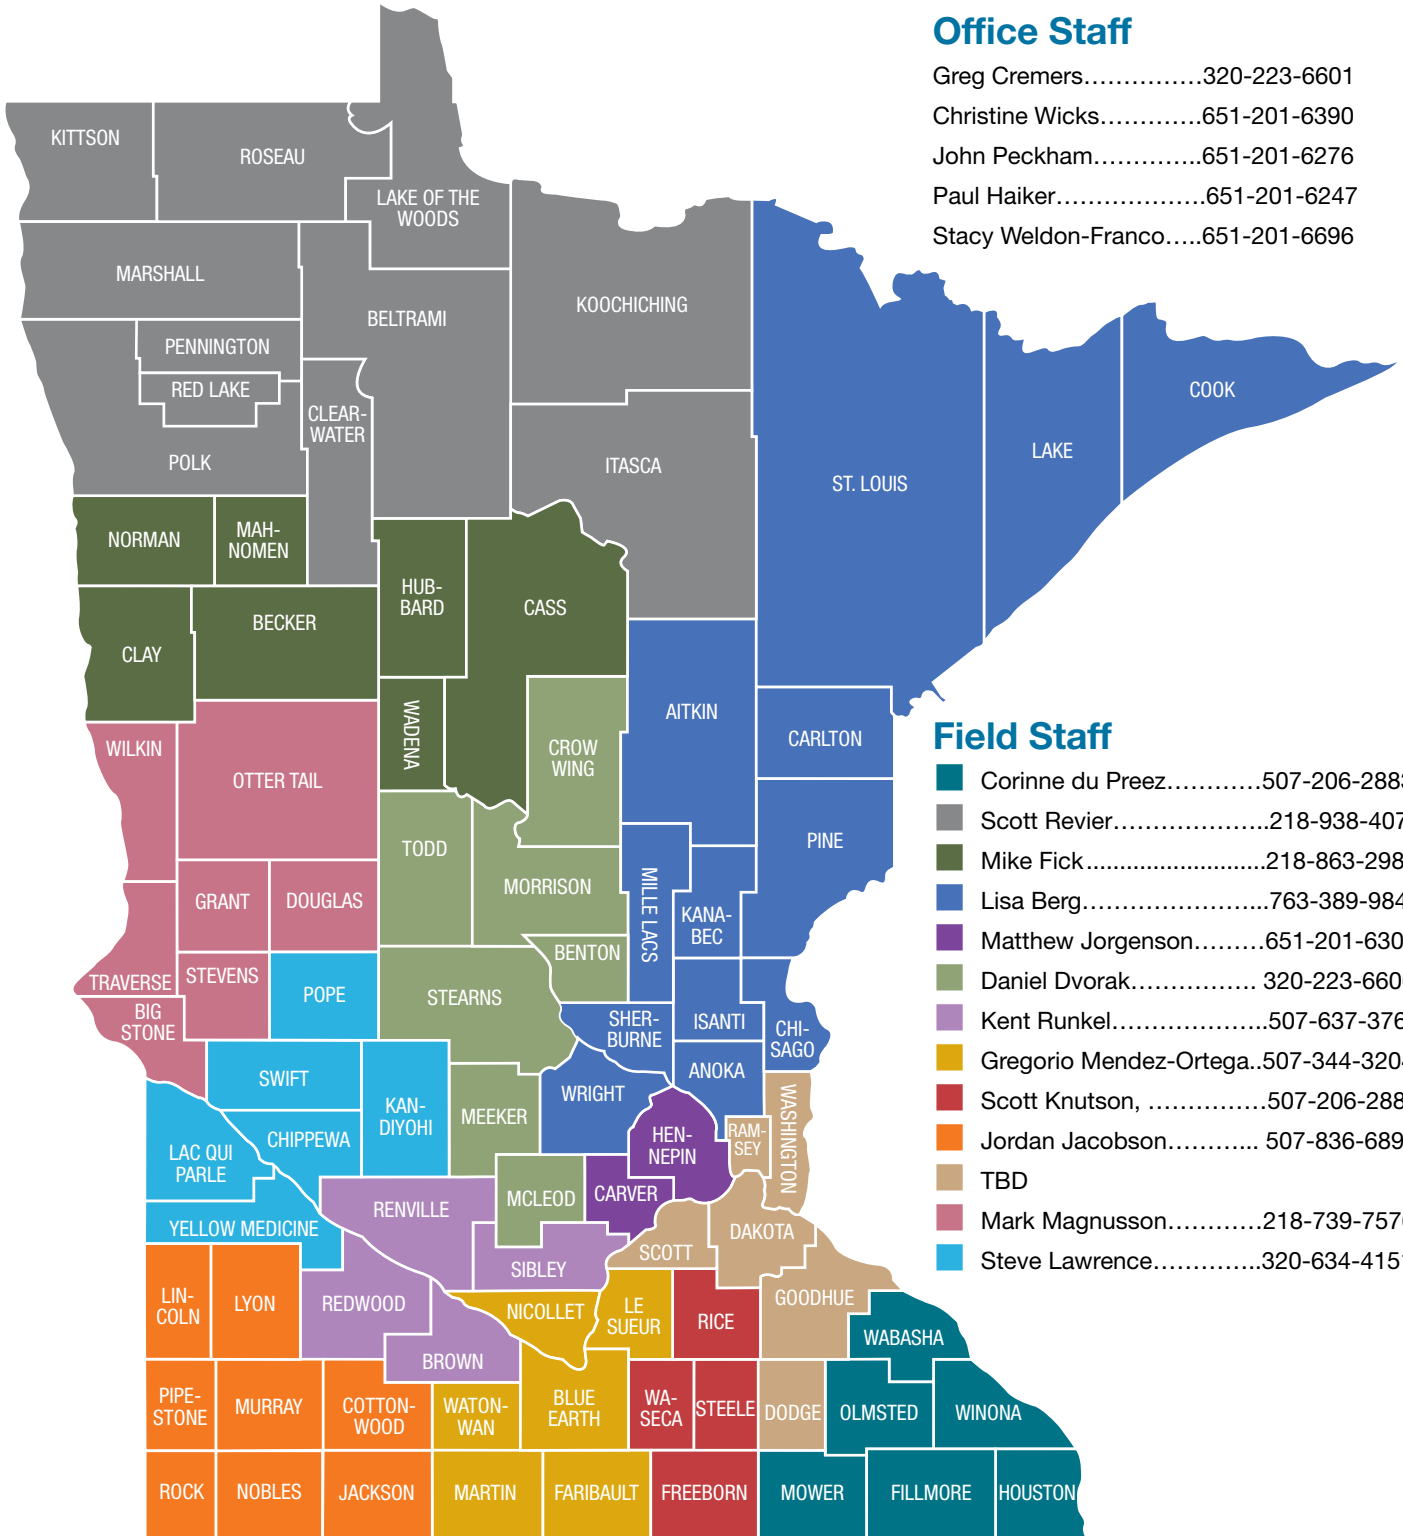 Office Staff
Greg Cremers……………320-223-6601
Christine Wicks………….651-201-6390
John Peckham…………..651-201-6276
Paul Haiker……………….651-201-6247
Stacy Weldon-Franco…..651-201-6696
KITTSON
ROSEAU
LAKE OF THE
WOODS
MARSHALL
KOOCHICHING
BELTRAMI
PENNINGTON
RED LAKE
CLEAR-
WATER
POLK
ITASCA
ST. LOUIS
LAKE
COOK
NORMAN
MAH-
NOMEN
HUB-
BARD
CASS
BECKER
CLAY
WADENA
CROW
WING
AITKIN
CARLTON
WILKIN
OTTER TAIL
TODD
MORRISON
PINE
GRANT
DOUGLAS
MILLE LACS
KANA-
BEC
BENTON
TRAVERSE
STEVENS
POPE
STEARNS
BIG
STONE
SHER-
BURNE
ISANTI
CHI-
SAGO
SWIFT
KAN-
DIYOHI
MEEKER
WRIGHT
ANOKA
WASHINGTON
LAC QUI
PARLE
CHIPPEWA
HEN-
NEPIN
RAM-
SEY
MCLEOD
CARVER
RENVILLE
YELLOW MEDICINE
SIBLEY
SCOTT
DAKOTA
LIN-
COLN
LYON
REDWOOD
NICOLLET
LE
SUEUR
RICE
GOODHUE
WABASHA
BROWN
PIPE-
STONE
MURRAY
COTTON-
WOOD
WATON-
WAN
BLUE
EARTH
WA-
SECA
STEELE
DODGE
OLMSTED
WINONA
ROCK
NOBLES
JACKSON
MARTIN
FARIBAULT
FREEBORN
MOWER
FILLMORE
HOUSTON
Field Staff
Corinne du Preez…………507-206-2883
Scott Revier………………..218-938-407
Mike Fick...........................218-863-298
Lisa Berg…………………...763-389-984
Matthew Jorgenson………651-201-630
Daniel Dvorak……………. 320-223-660
Kent Runkel………………..507-637-376
Gregorio Mendez-Ortega..507-344-3204
Scott Knutson, ……………507-206-288
Jordan Jacobson……….. 507-836-689
TBD
Mark Magnusson…………218-739-757
Steve Lawrence…………..320-634-4151